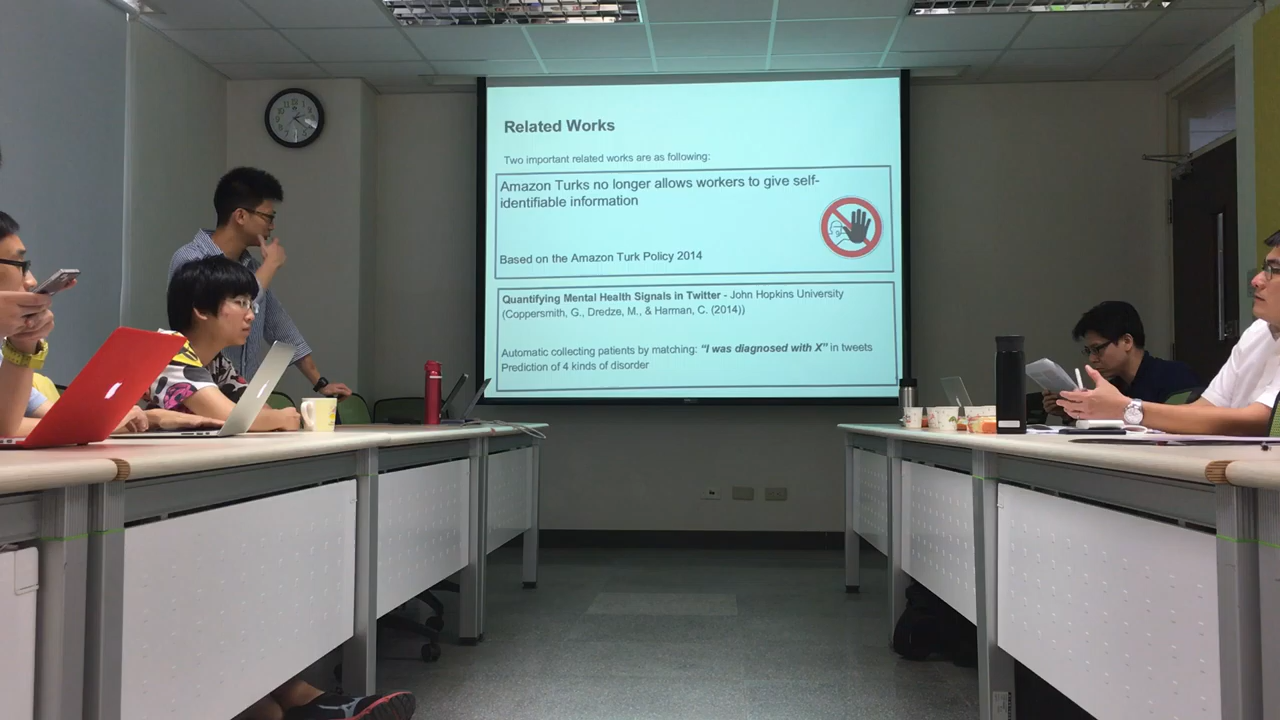 Related Works
Two important related works are as following:
Amazon Turks no longer allows workers to give self-
identifiable information
Based on the Amazon Turk Policy 2014
Quantifying Mental Health Signals in Twitter - John Hopkins University
(Coppersmith, G., Dredze, M., & Harman, C. (2014))
Automatic collecting patients by matching: "I was diagnosed with X" in tweets
Prediction of 4 kinds of disorder